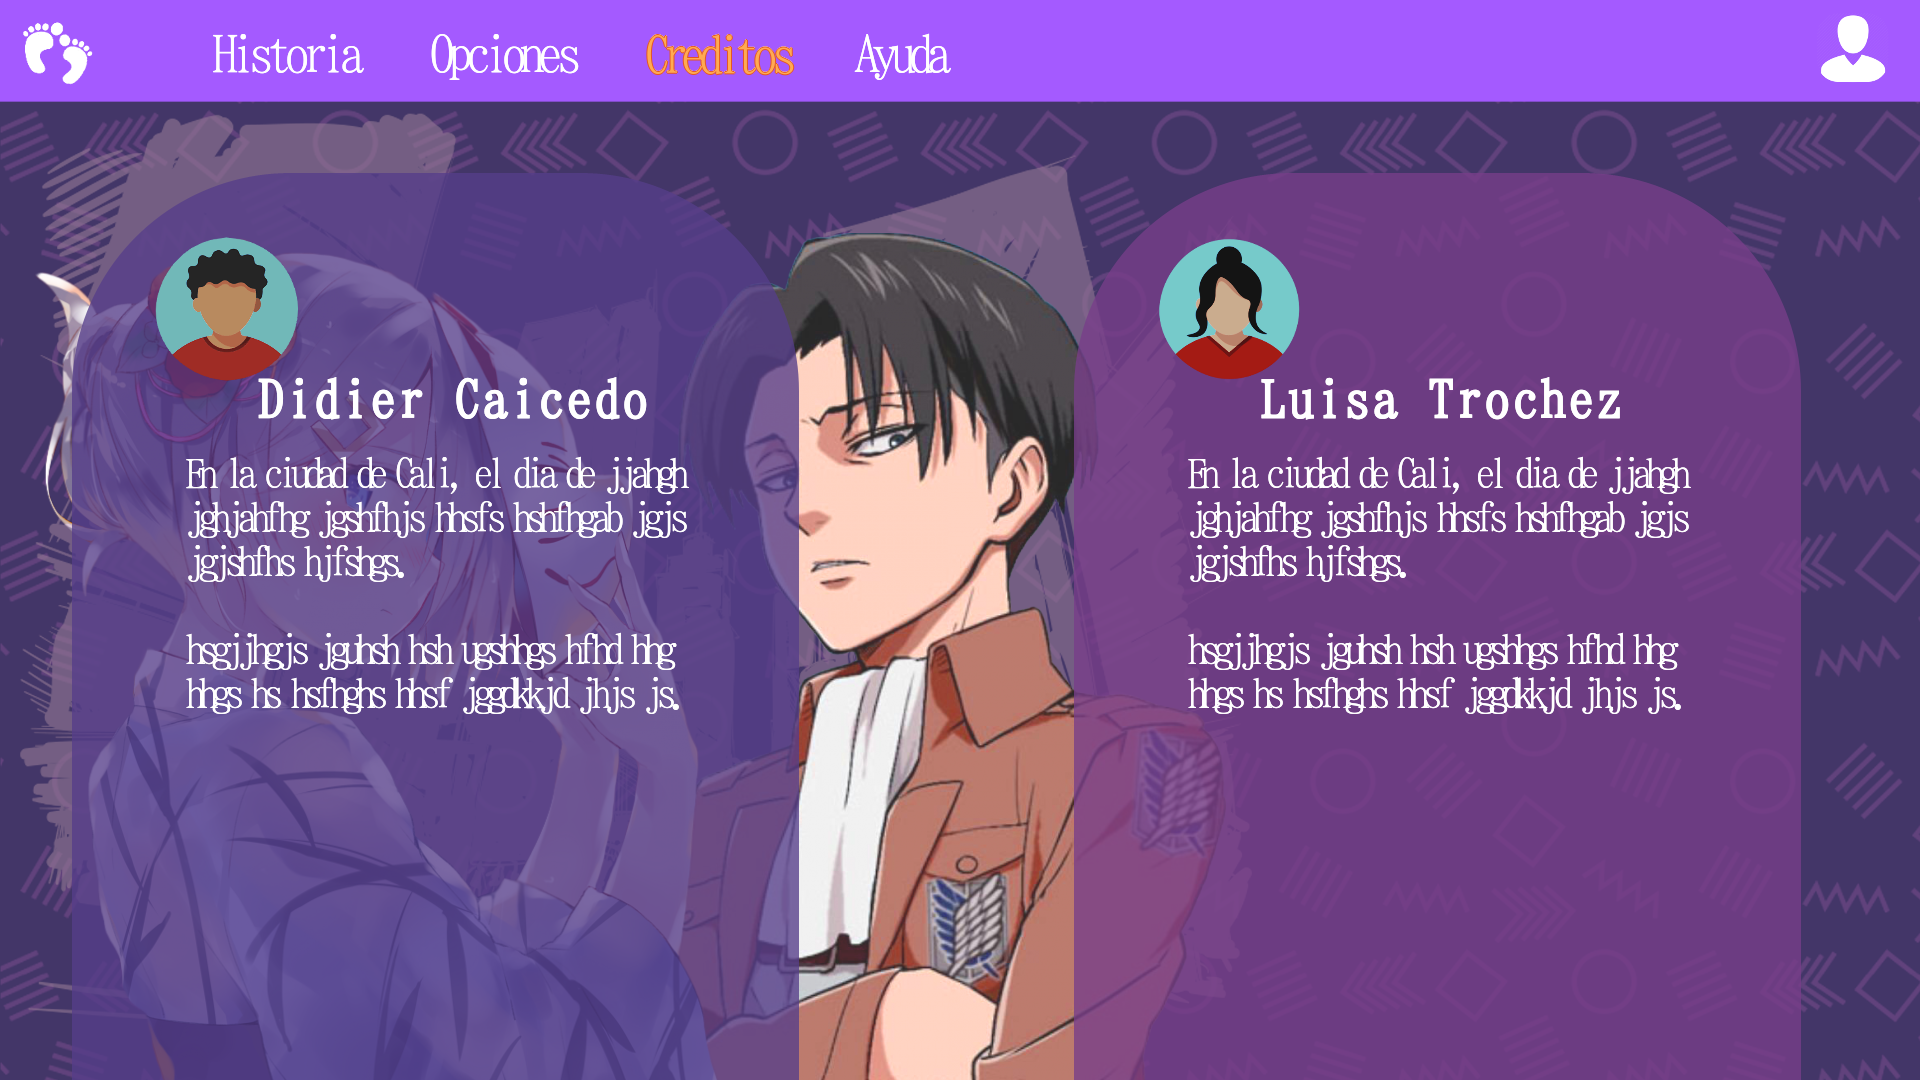 Historia Opciones Creditos Ayuda
Didier Caicedo
En la ciudad de Cali, el dia de jjahgh
jghjahfhg jgshfhjs hhsfs hshfhgab jgjs
jgjshfhs hjfshgs.
hsgjjhgjs jguhsh hsh ugshhgs hfhd hhg
hhgs hs hsfhghs hhsf jggdkkjd jhjs js.
Luisa Trochez
En la ciudad de Cali, el dia de jjahgh
jghjahfhg jgshfhjs hhsfs hshfhgab jgjs
jgjshfhs hjfshgs.
hsgjjhgjs jguhsh hsh ugshhgs hfhd hhg
hhgs hs hsfhghs hhsf jggdkkjd jhjs js.